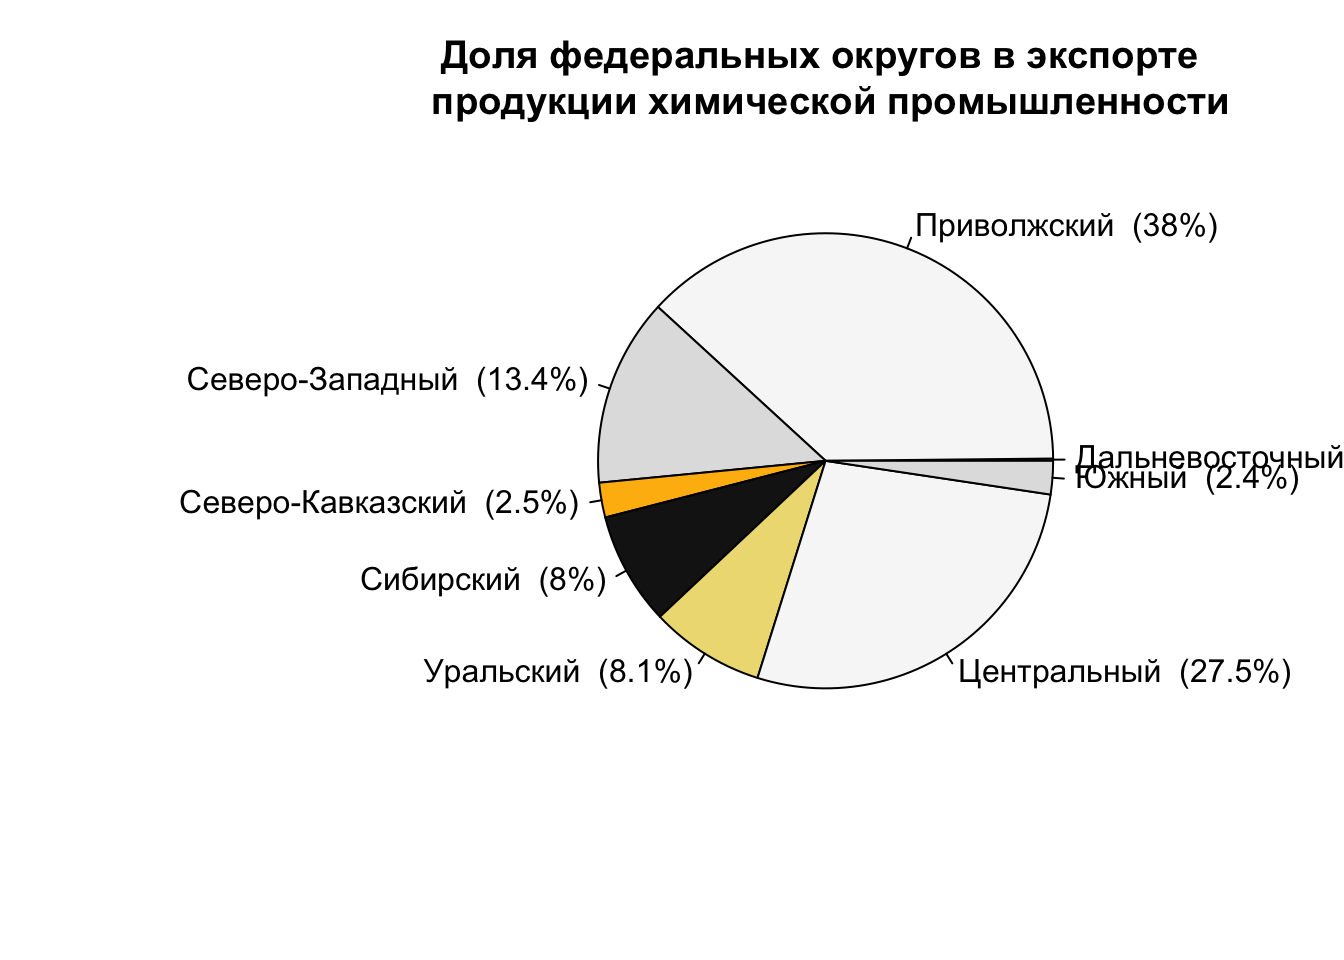 Доля федеральных округов в экспорте
продукции химической промышленности
Приволжский (38%)
Северо-Западный (13.4%)
Дальневосточный
Южный (2.4%)
Северо-Кавказский (2.5%)
Сибирский (8%)
Уральский (8.1%)
Центральный (27.5%)